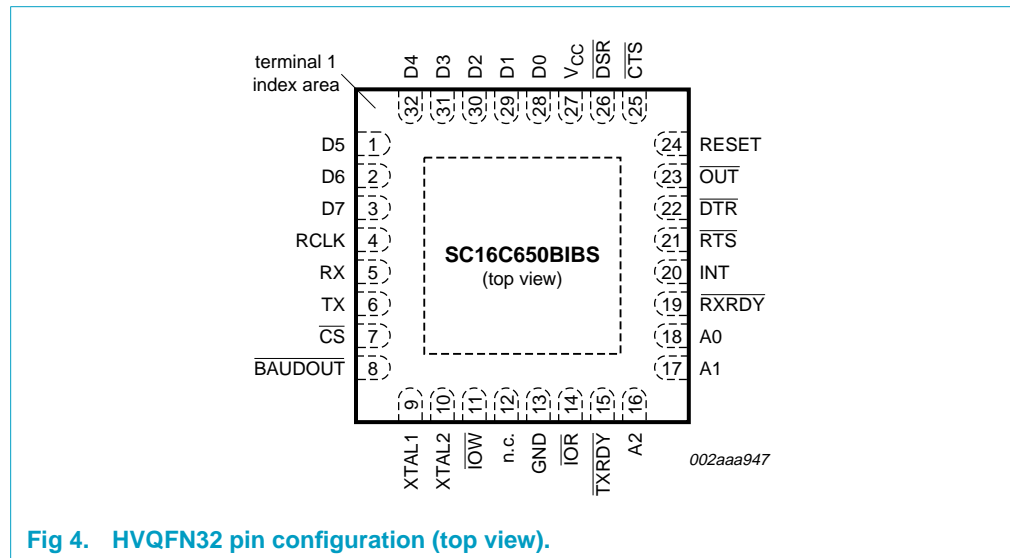 terminal 1
index area
D4
D3
D2
D1
D0
VCC
DSR
CTS
32
31
30
29
28
27
26
25
D5 1
D6 2
D7 3
RCLK 4
RX 5
TX 6
CS 7
BAUDOUT 8
SC16C650BIBS
(top view)
24 RESET
23 OUT
22 DTR
21 RTS
20 INT
19 RXRDY
18 A0
17 A1
9
10
11
12
13
14
15
16
XTAL1
XTAL2
IOW
n.c.
GND
IOR
TXRDY
A2
002aaa947
Fig 4. HVQFN32 pin configuration (top view).